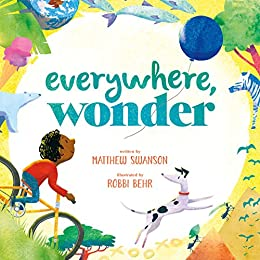 everywhere,
wonder
written by
MATTHEW SWANSON
illustrated by
ROBBI BEHR